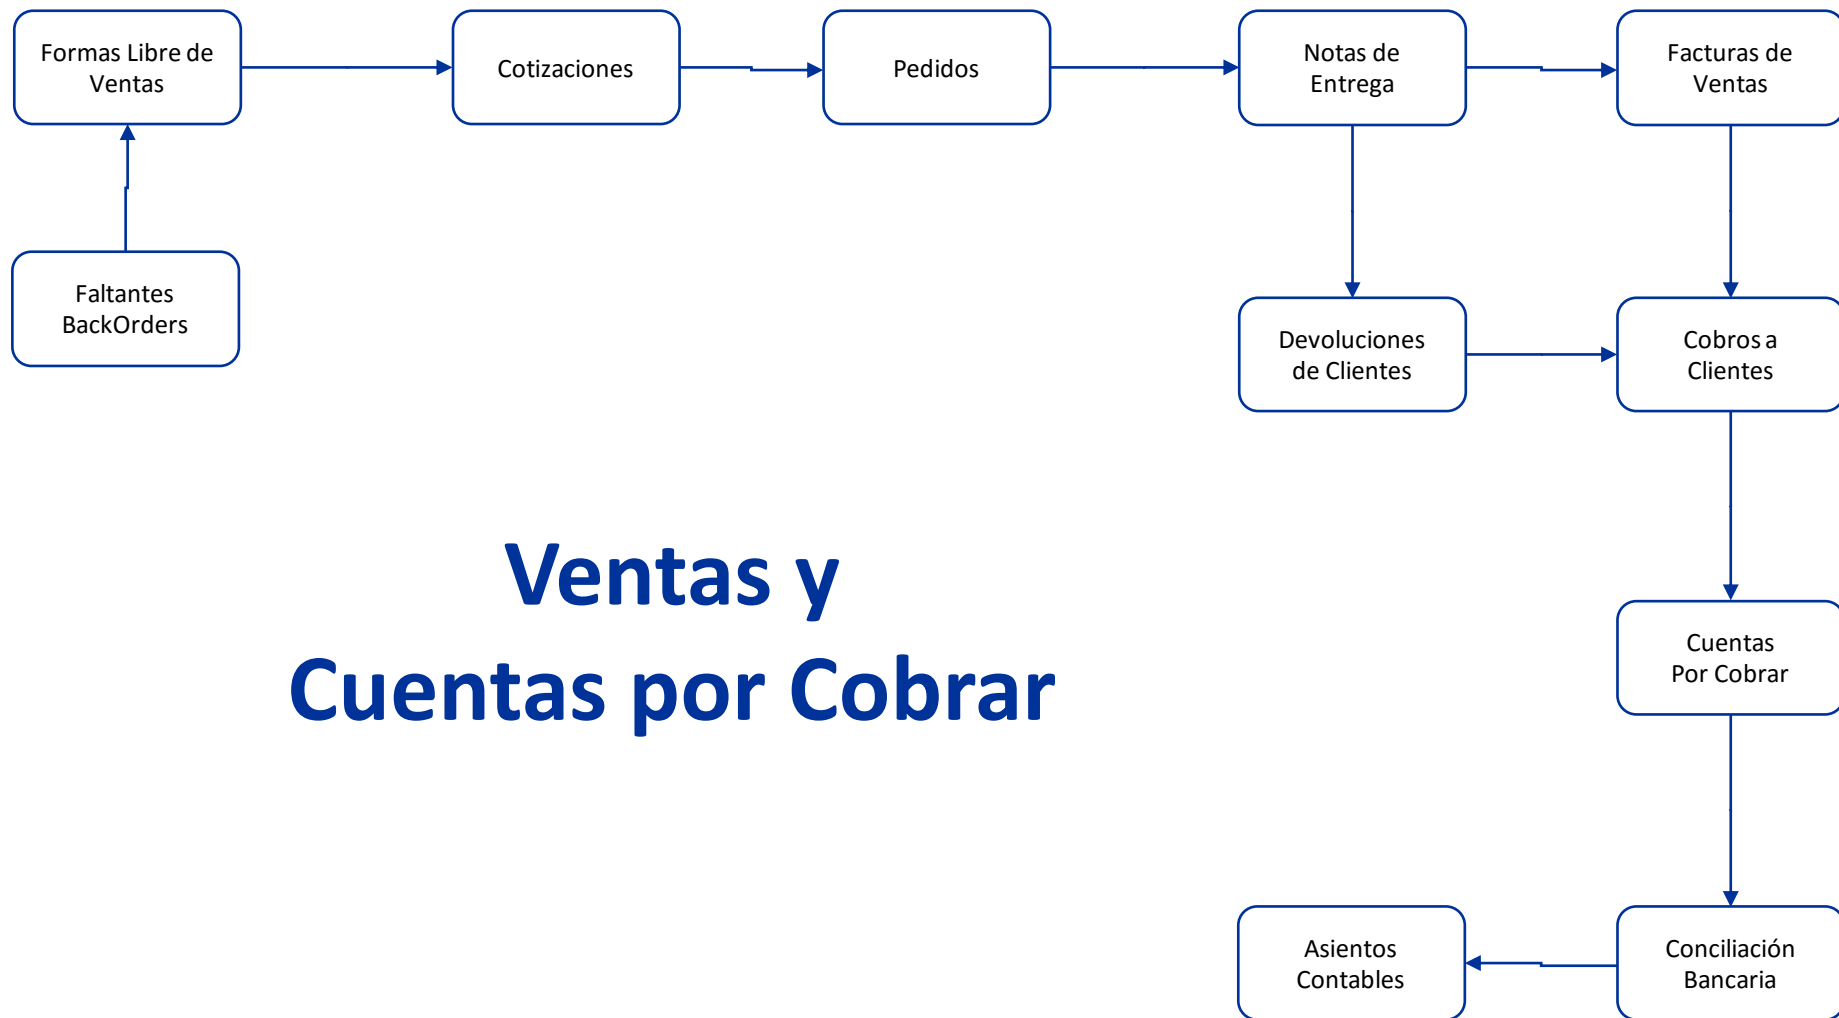 Formas Libre de
Ventas
Cotizaciones
Pedidos
Notas de
Entrega
Facturas de
Ventas
Faltantes
BackOrders
Devoluciones
de Clientes
Cobros a
Clientes
Ventas y
Cuentas por Cobrar
Cuentas
Por Cobrar
Asientos
Contables
Conciliación
Bancaria